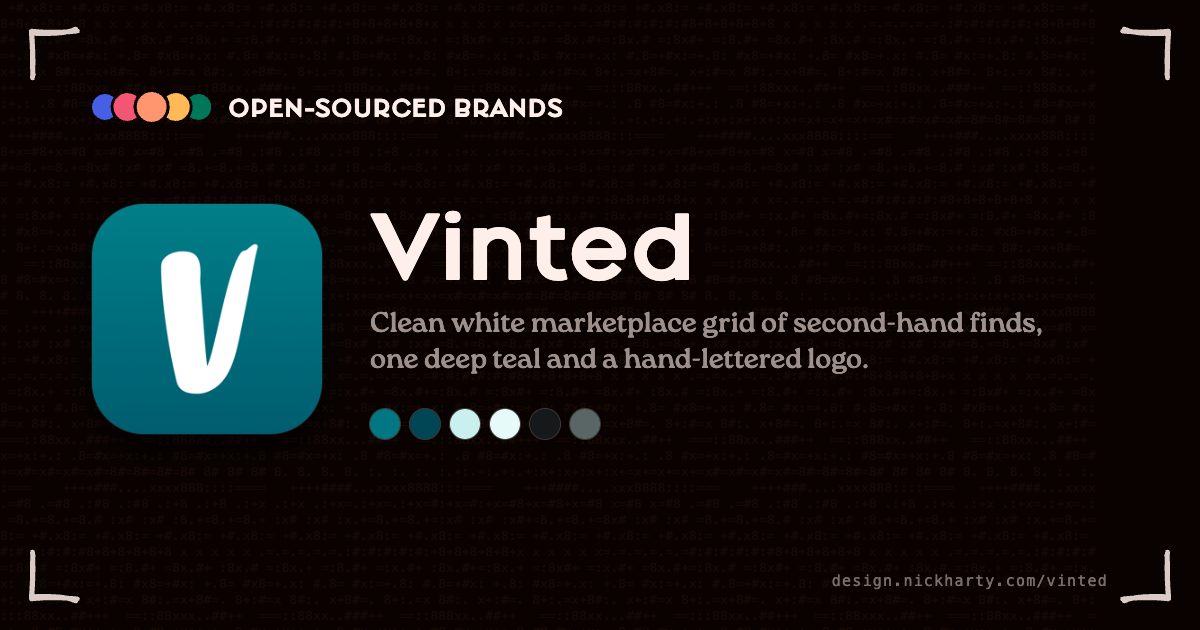 OPEN-SOURCED BRANDS
V
Vinted
Clean white marketplace grid of second-hand finds,
one deep teal and a hand-lettered logo.
design.nickharty.com/vinted